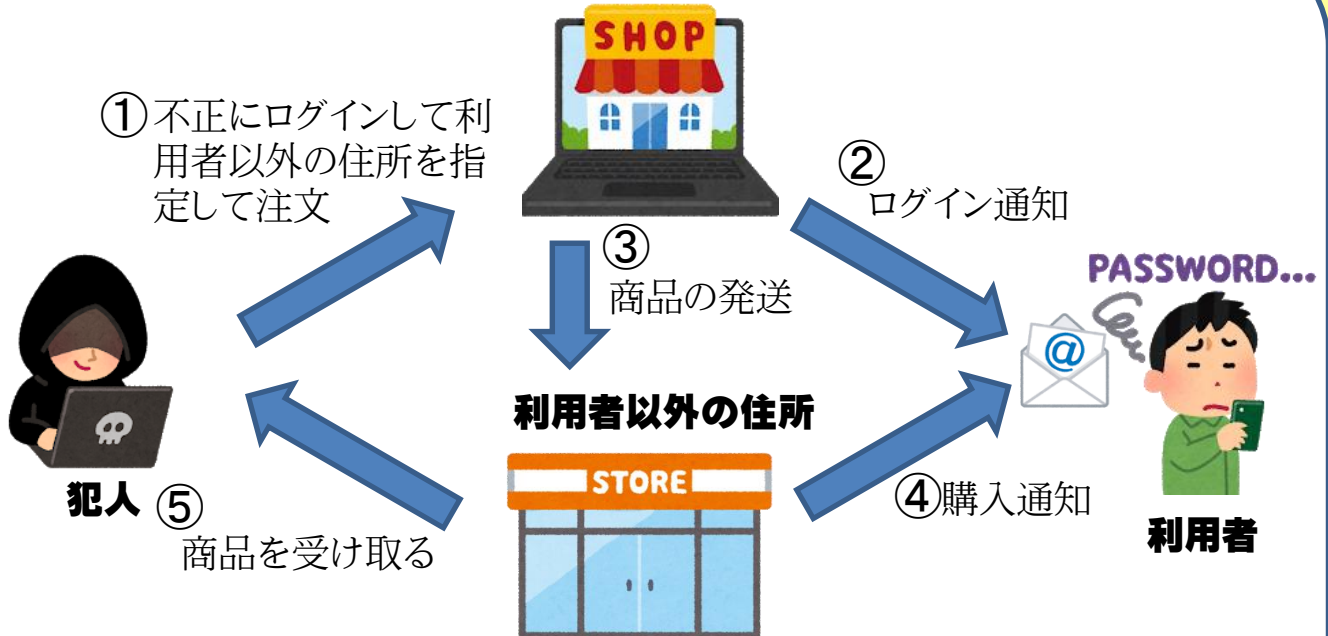 SHOP
①不正にログインして利
用者以外の住所を指
定して注文
②
ログイン通知
③
商品の発送
PASSWORD...
@
利用者以外の住所
STORE
犯人
⑤
商品を受け取る
④購入通知
利用者